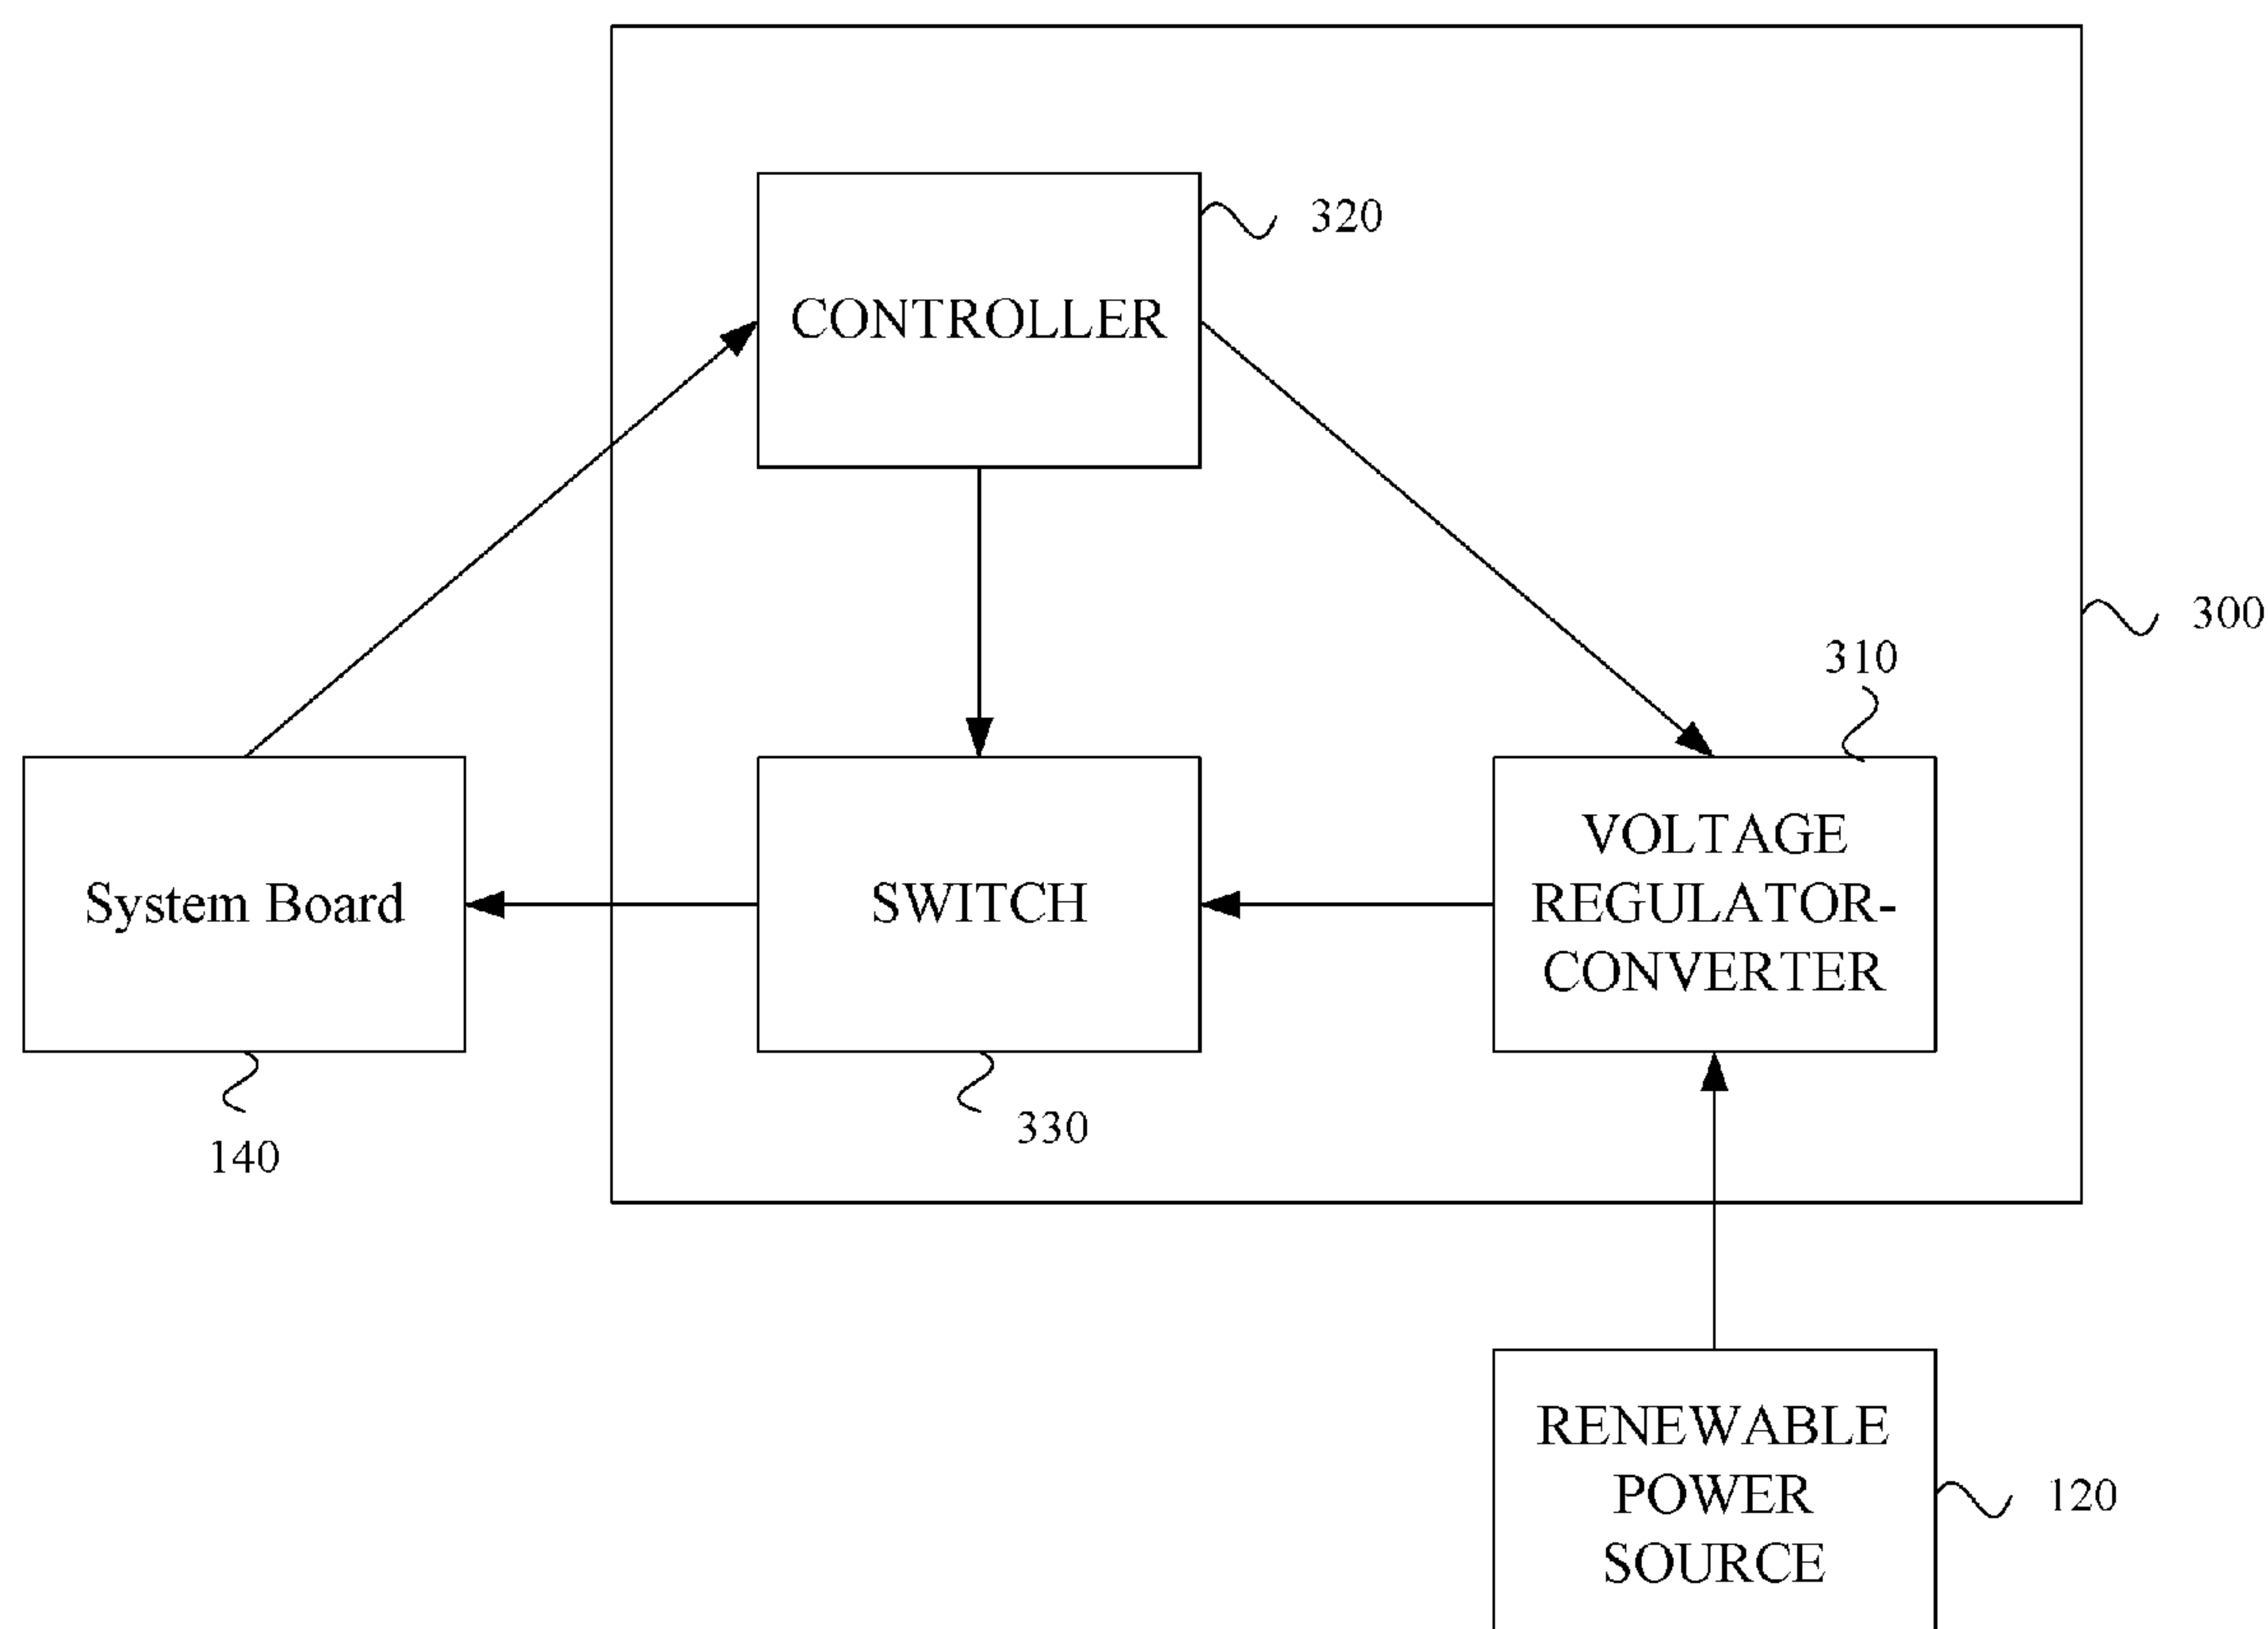 320
CONTROLLER
300
310
System Board
SWITCH
VOLTAGE
REGULATOR-
CONVERTER
330
140
RENEWABLE
POWER
SOURCE
120